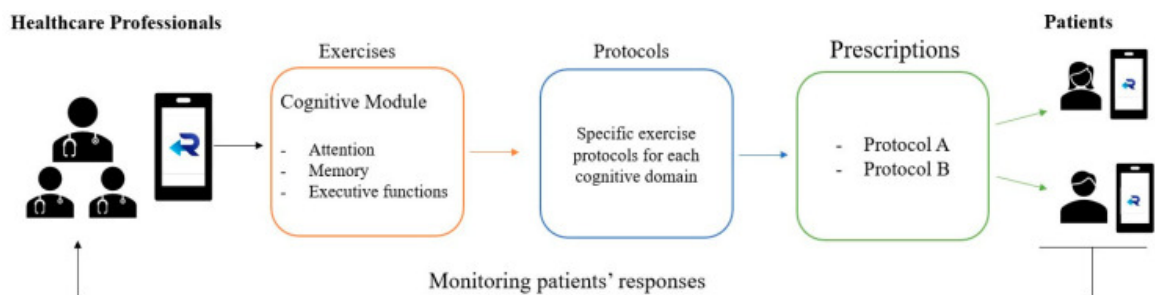 Healthcare Professionals
Patients
Exercises
Protocols
Prescriptions
Cognitive Module
- Attention
- Memory
- Executive functions
Specific exercise
protocols for each
cognitive domain
- Protocol A
- Protocol B
Monitoring patients’ responses